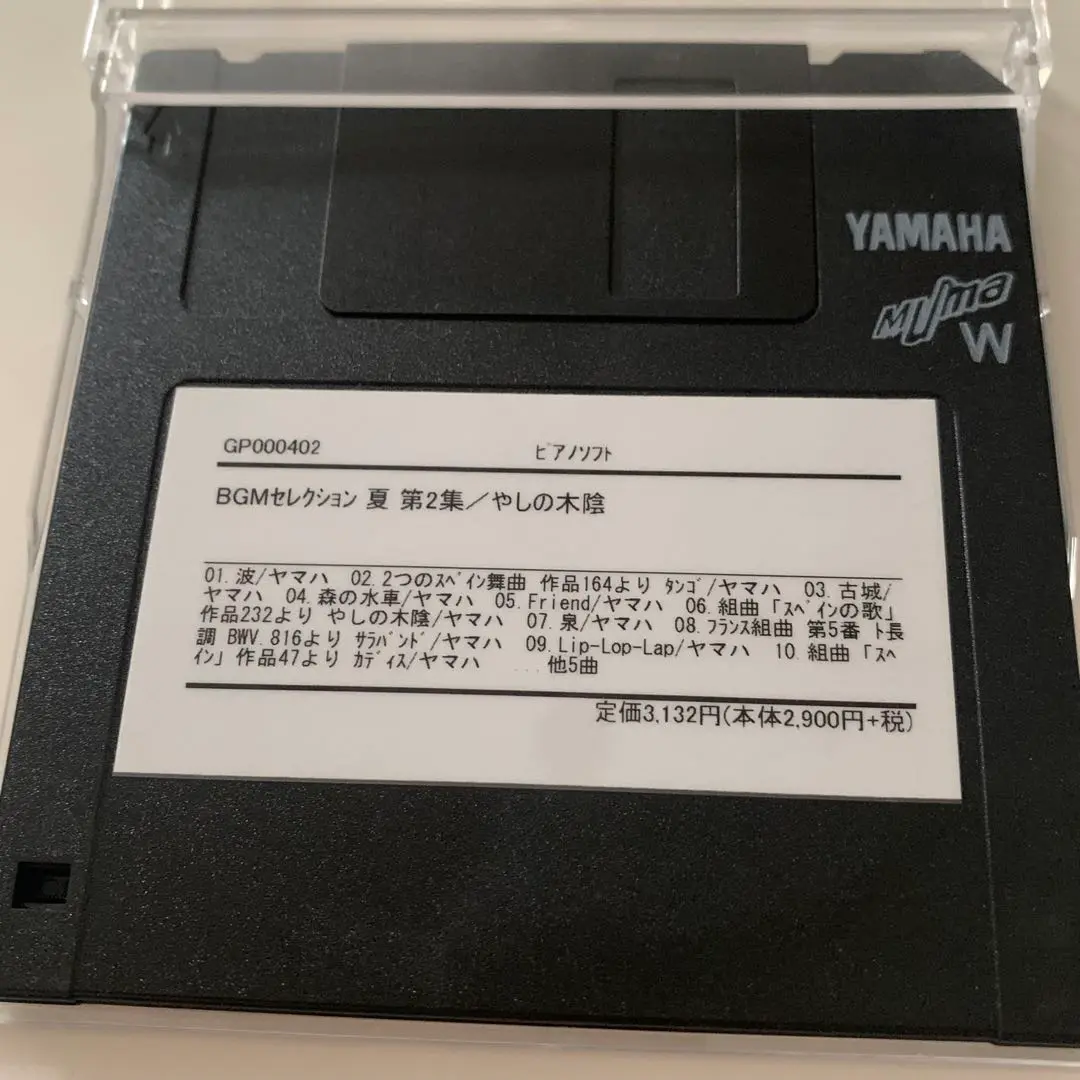 YAMAHA
Mujma
W
GP000402 ﾋﾟｱﾉｿﾌﾄ
BGMｾﾚｸｼｮﾝ 夏 第2集／やしの木陰
01.波/ヤマハ 02.2つのｽﾍﾟｲﾝ舞曲 作品164より ﾀﾝｺﾞ/ヤマハ 03.古城/
ヤマハ 04.森の水車/ヤマハ 05.Friend/ヤマハ 06.組曲「ｽﾍﾟｲﾝの歌」
作品232より やしの木陰/ヤマハ 07.泉/ヤマハ 08.ﾌﾗﾝｽ組曲 第5番 ﾄ長
調 BWV.816より ｻﾗﾊﾞﾝﾄﾞ/ヤマハ 09.Lip-Lop-Lap/ヤマハ 10.組曲「ｽﾍﾟ
ｲﾝ」作品47より ｶﾃﾞｨｽ/ヤマハ ...他5曲
定価3,132円(本体2,900円+税)